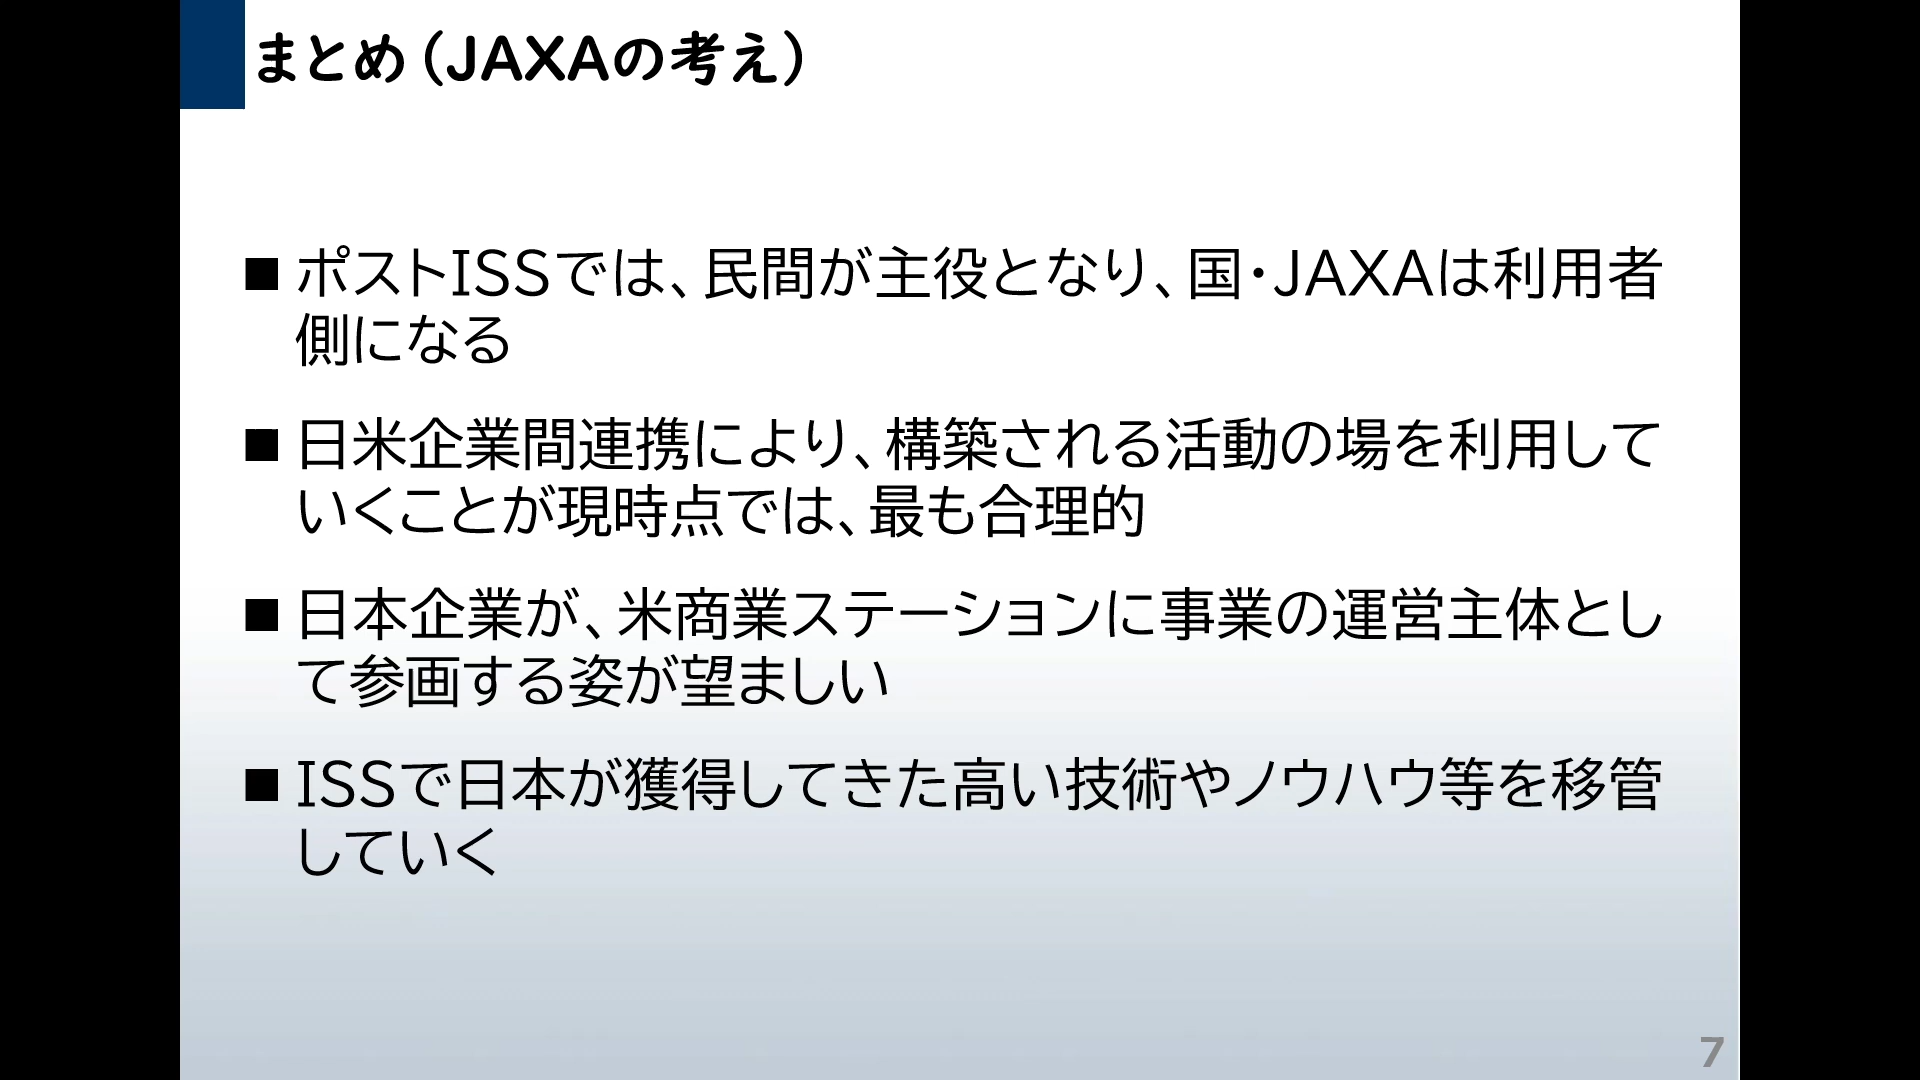 まとめ（JAXAの考え）
■ ポストISSでは、民間が主役となり、国・JAXAは利用者
側になる
■ 日米企業間連携により、構築される活動の場を利用して
いくことが現時点では、最も合理的
■ 日本企業が、米商業ステーションに事業の運営主体とし
て参画する姿が望ましい
■ ISSで日本が獲得してきた高い技術やノウハウ等を移管
していく
7